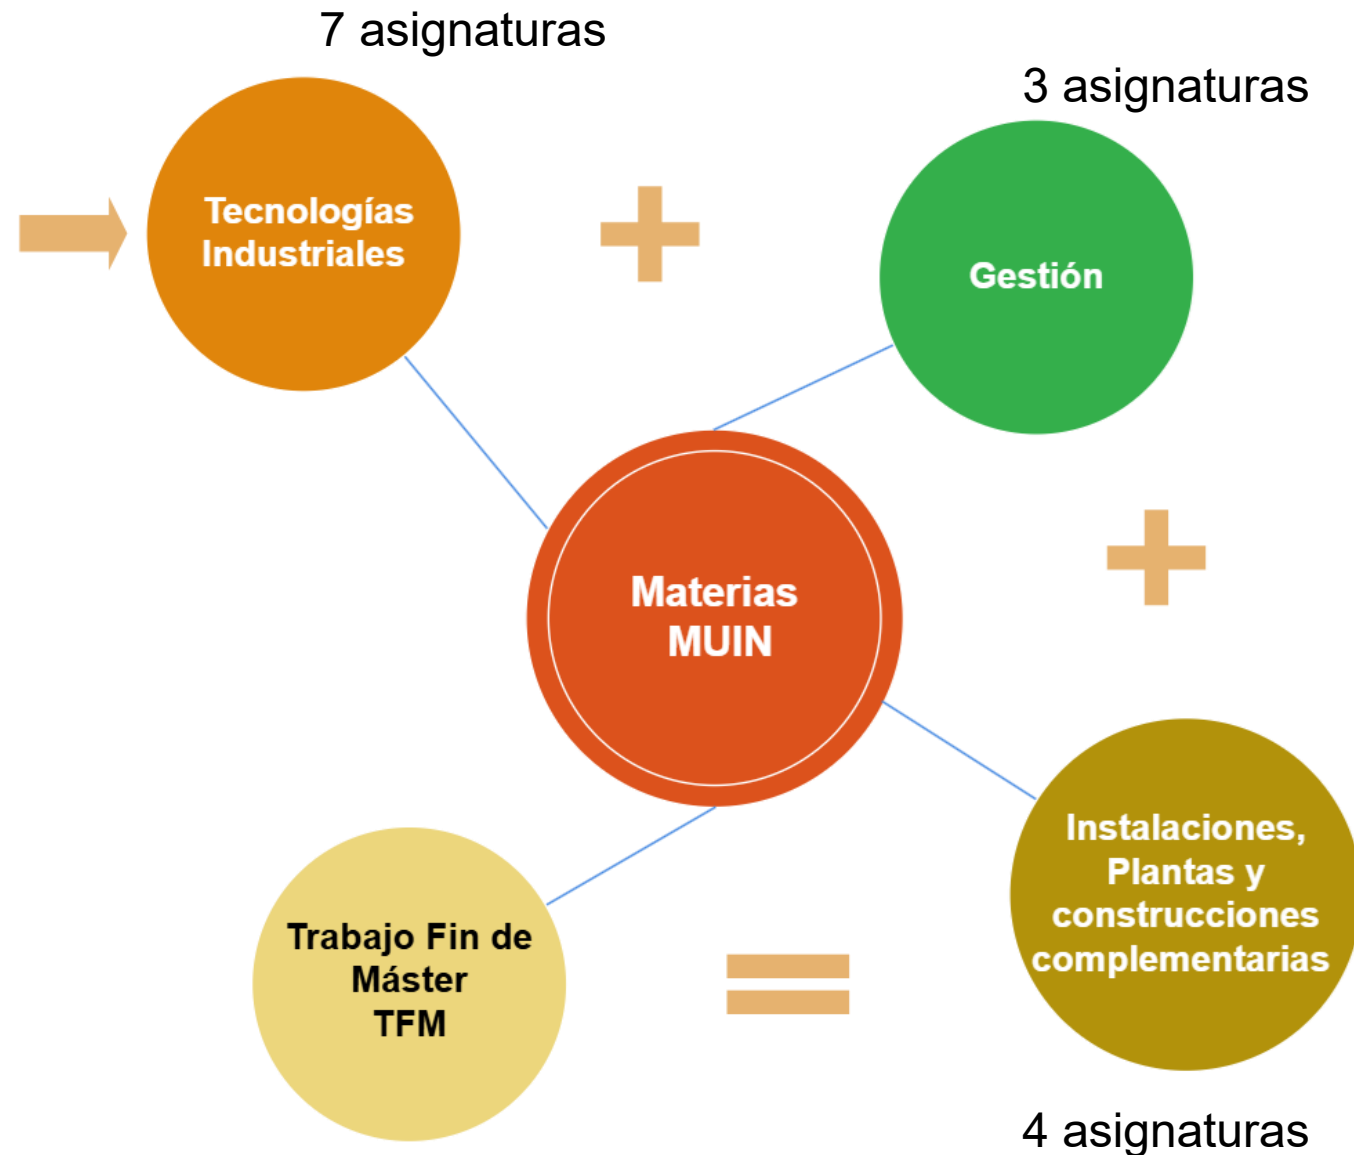 7 asignaturas
3 asignaturas
Tecnologías
Industriales
Gestión
Materias
MUIN
Instalaciones,
Plantas y
construcciones
complementarias
Trabajo Fin de
Máster
TFM
4 asignaturas